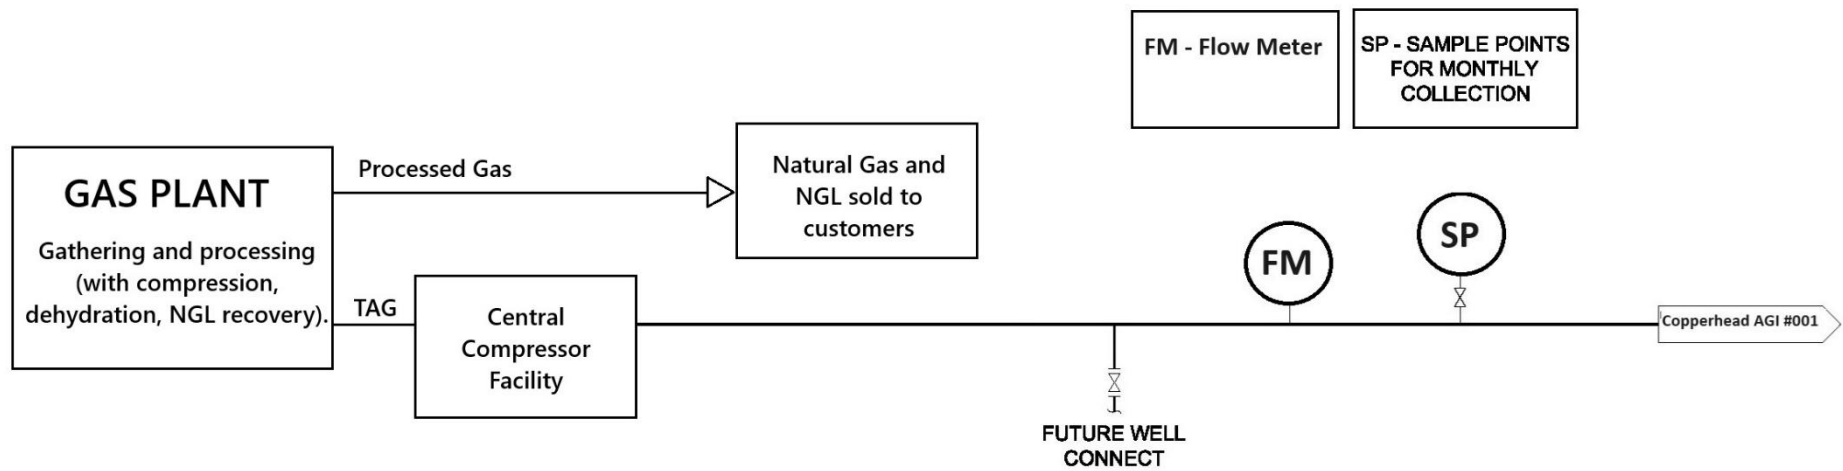 FM - Flow Meter
SP - SAMPLE POINTS
FOR MONTHLY
COLLECTION
GAS PLANT
Gathering and processing
(with compression,
dehydration, NGL recovery).
Processed Gas
Natural Gas and
NGL sold to
customers
TAG
Central
Compressor
Facility
FM
SP
Copperhead AGI #001
FUTURE WELL
CONNECT